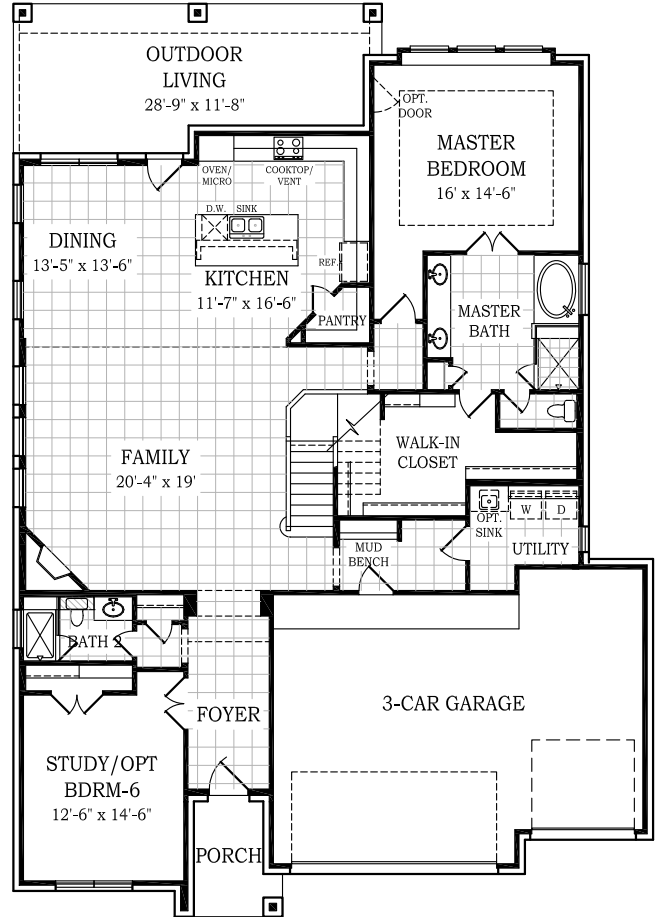 OUTDOOR
LIVING
28'-9" x 11'-8"
OPT.
DOOR
MASTER
BEDROOM
16' x 14'-6"
OVEN/
MICRO
COOKTOP/
VENT
D.W. SINK
DINING
13'-5" x 13'-6"
KITCHEN
11'-7" x 16'-6"
REF.
PANTRY
MASTER
BATH
FAMILY
20'-4" x 19'
WALK-IN
CLOSET
OPT.
SINK
W
D
UTILITY
MUD
BENCH
BATH 2
FOYER
3-CAR GARAGE
STUDY/OPT
BDRM-6
12'-6" x 14'-6"
PORCH